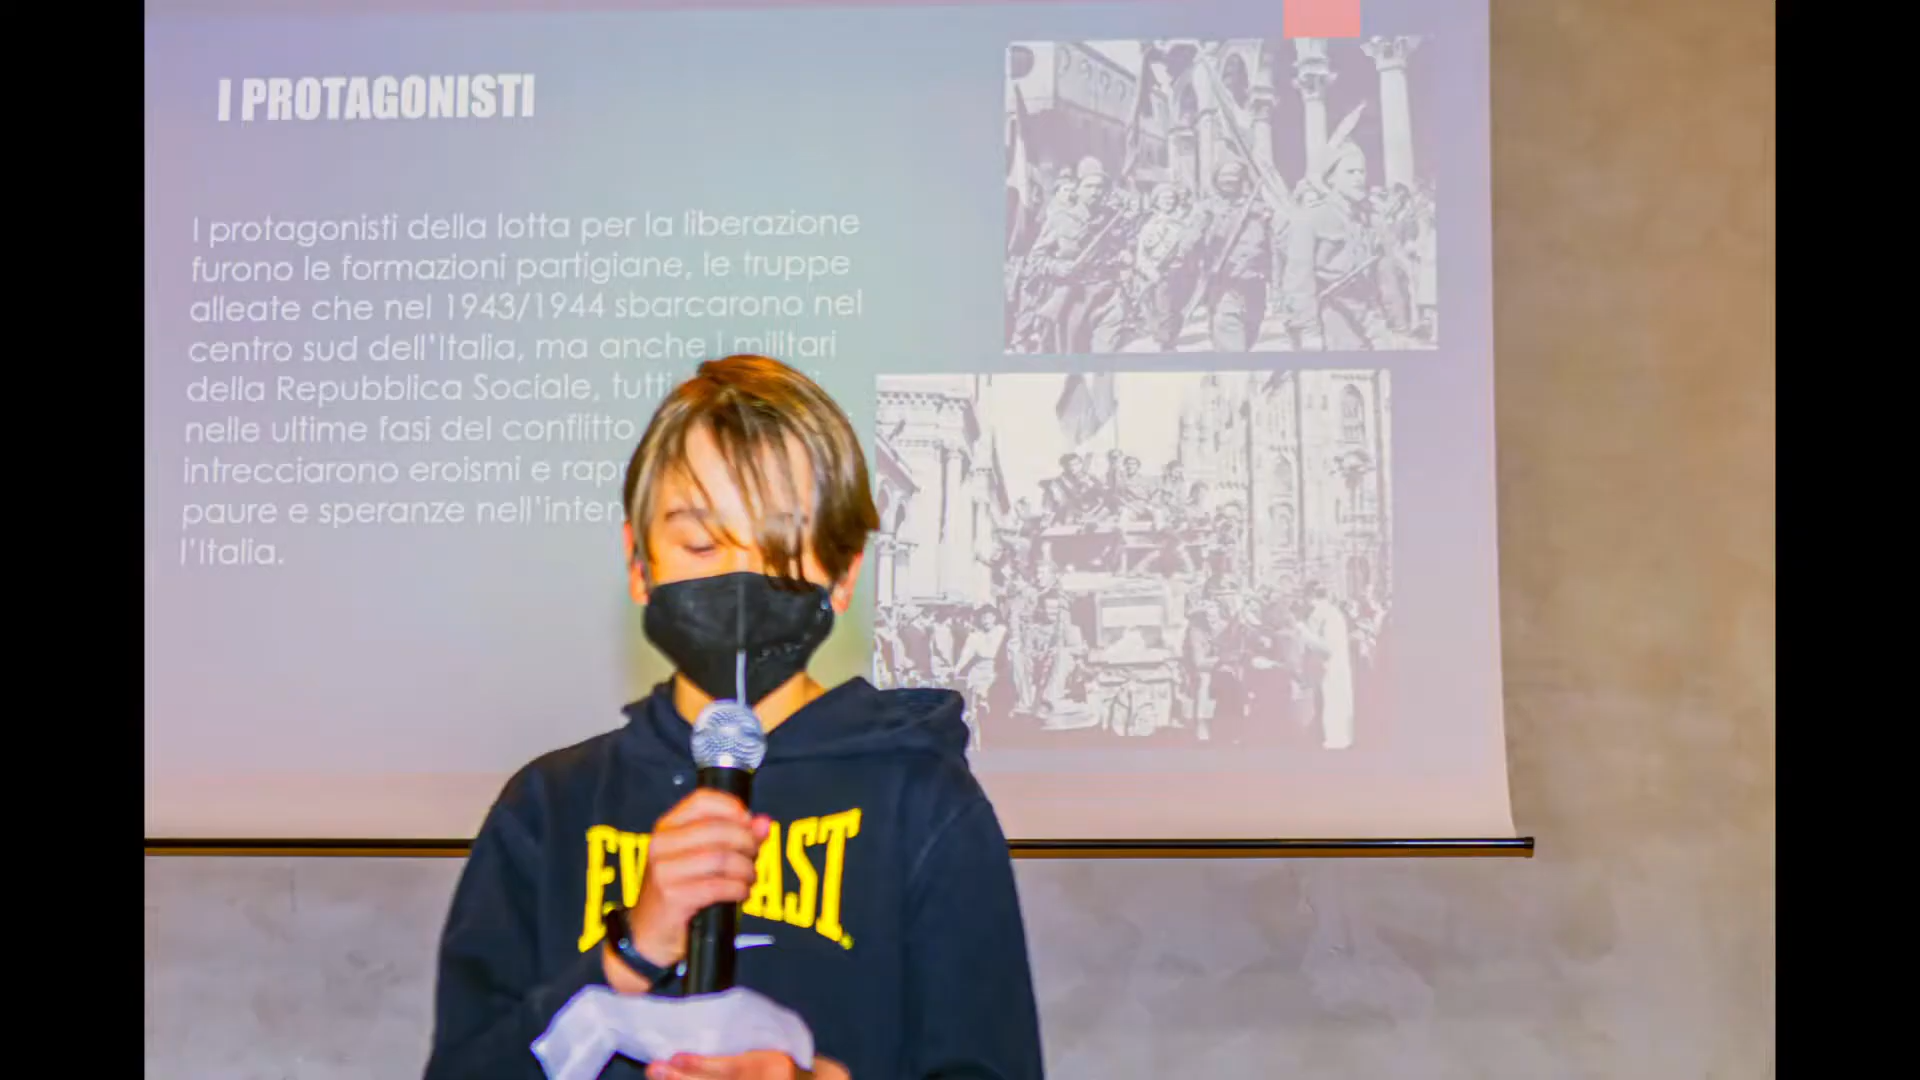 I PROTAGONISTI
I protagonisti della lotta per la liberazione
furono le formazioni partigiane, le truppe
alleate che nel 1943/1944 sbarcarono nel
centro sud dell'Italia, ma anche i militari
della Repubblica Sociale, tutti
nelle ultime fasi del conflitto
intrecciarono eroismi e
paure e speranze
l'Italia.